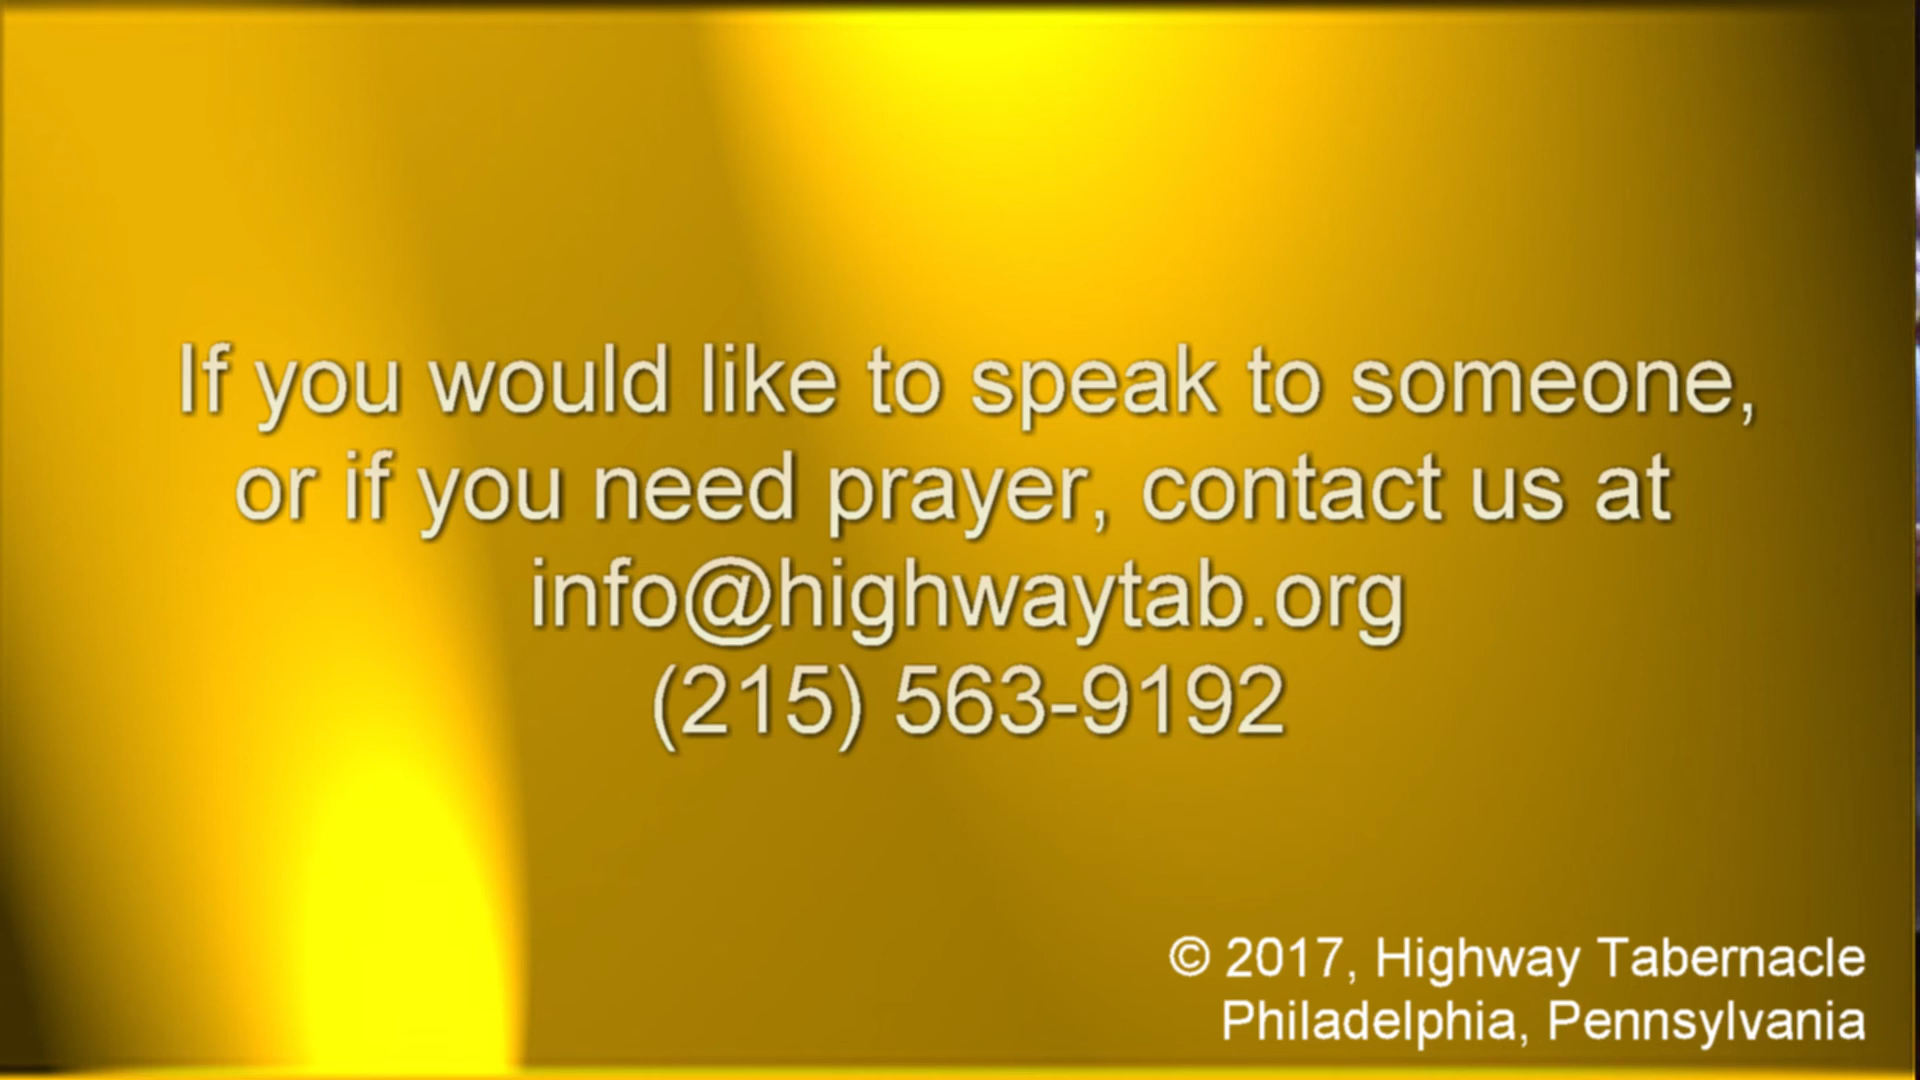 If you would like to speak to someone,
or if you need prayer, contact us at
info@highwaytab.org
(215) 563-9192
© 2017, Highway Tabernacle
Philadelphia, Pennsylvania